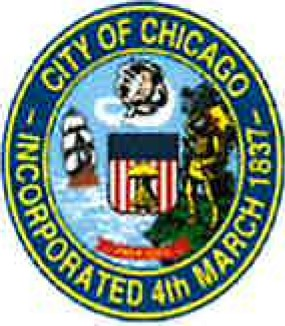 CITY OF CHICAGO
INCORPORATED 4th MARCH 1837